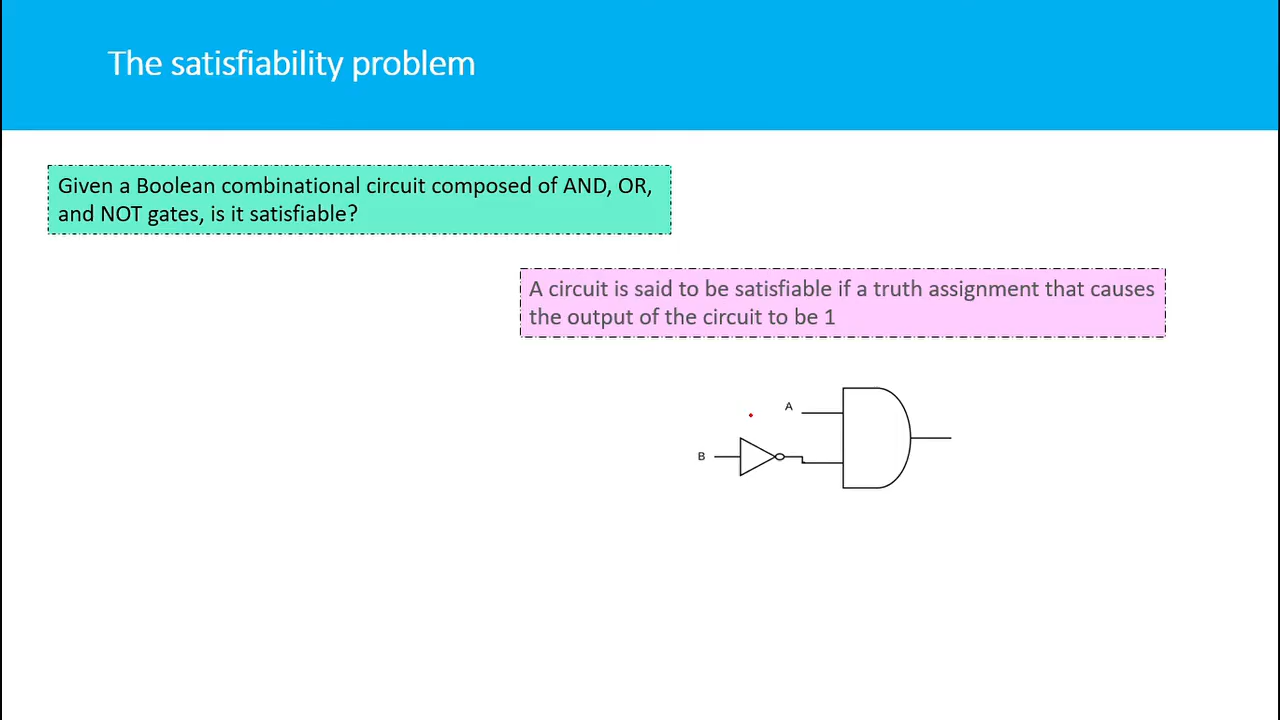 The satisfiability problem
Given a Boolean combinational circuit composed of AND, OR,
and NOT gates, is it satisfiable?
A circuit is said to be satisfiable if a truth assignment that causes
the output of the circuit to be 1
A
B